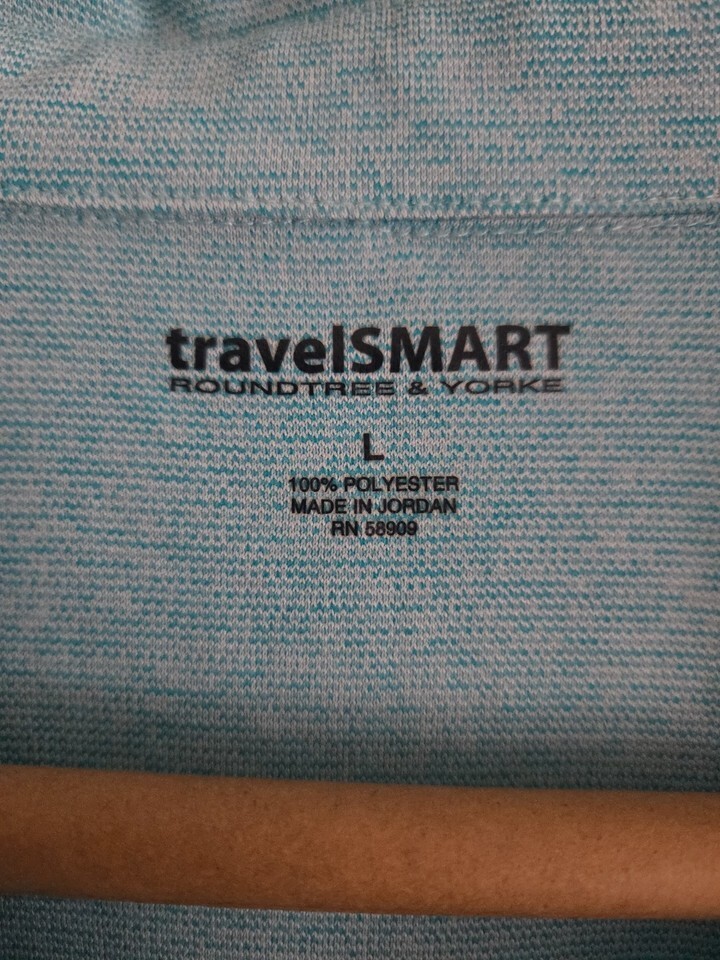 travelSMART
ROUNDTREE & YORKE
L
100% POLYESTER
MADE IN JORDAN
RN 58909